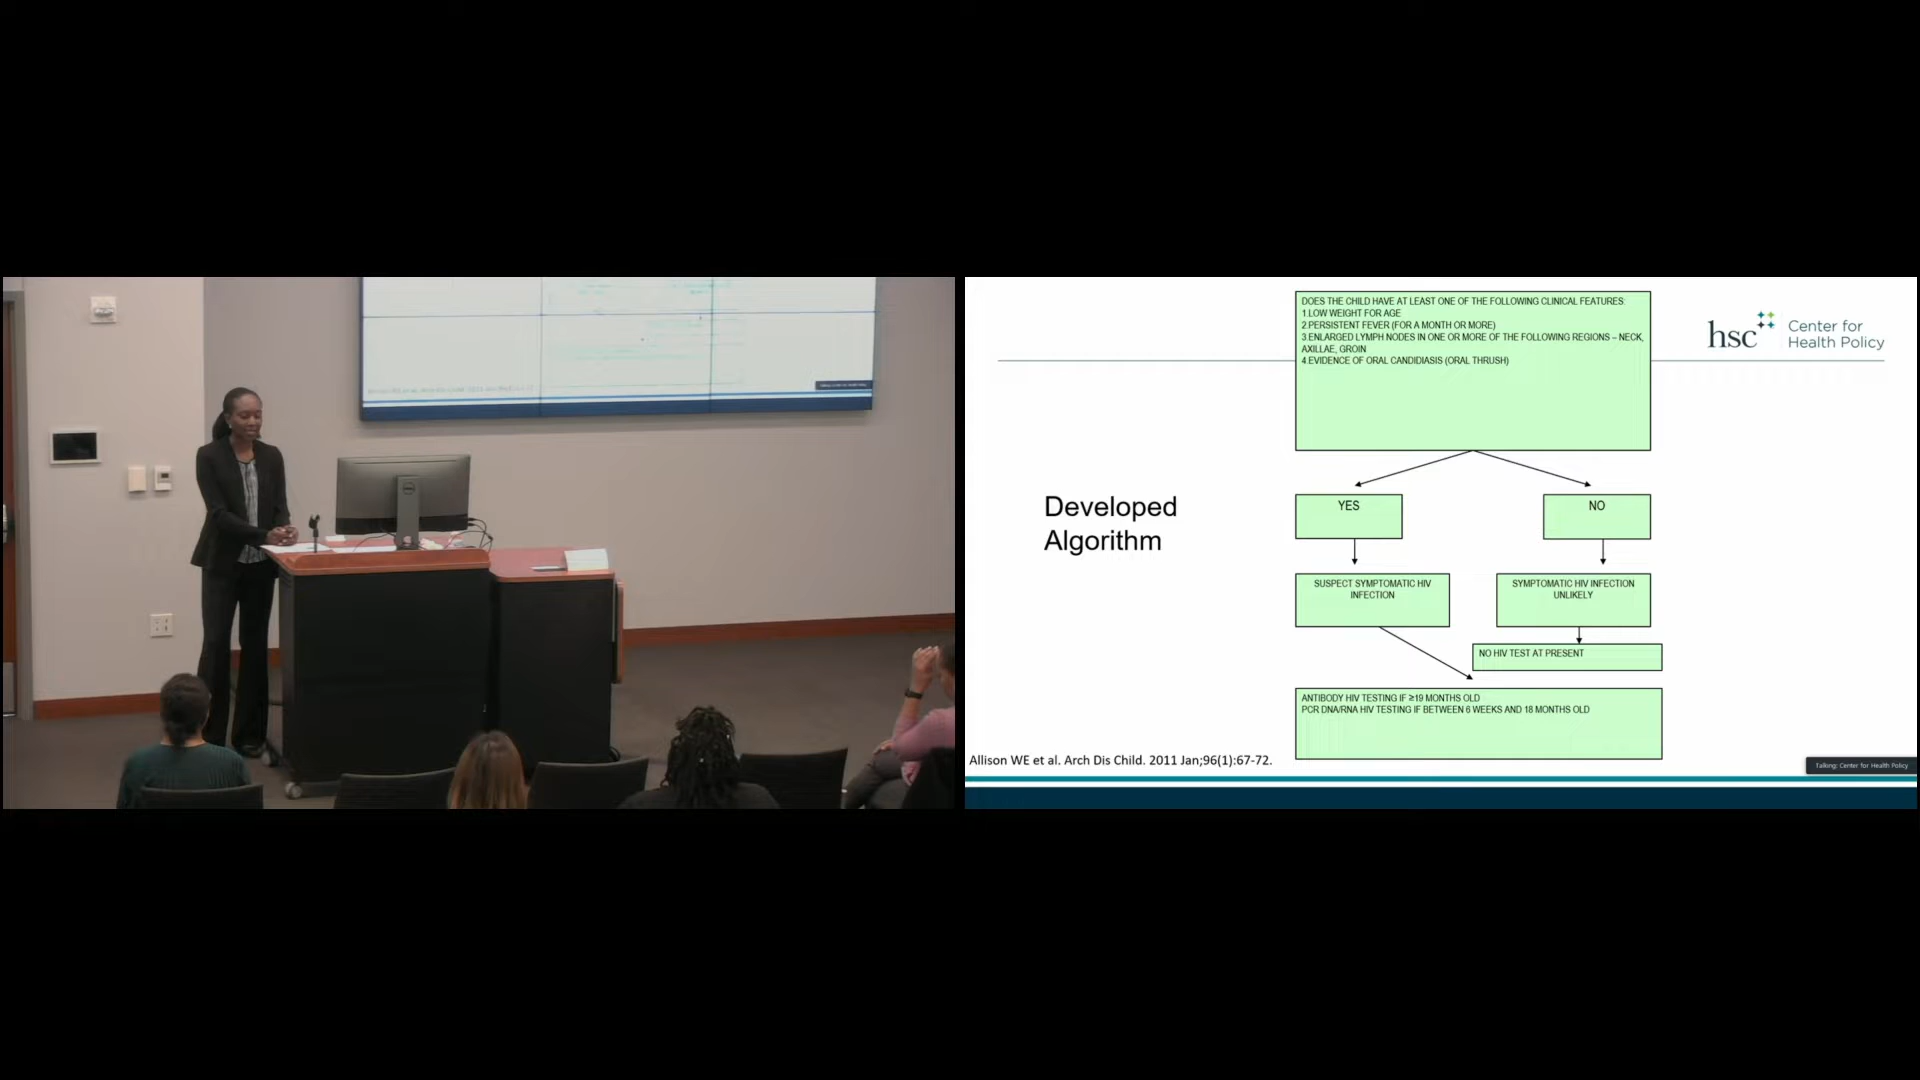 DOES THE CHILD HAVE AT LEAST ONE OF THE FOLLOWING CLINICAL FEATURES:
1.LOW WEIGHT FOR AGE
2.PERSISTENT FEVER (FOR A MONTH OR MORE)
3.ENLARGED LYMPH NODES IN ONE OR MORE OF THE FOLLOWING REGIONS – NECK,
AXILLAE, GROIN
4.EVIDENCE OF ORAL CANDIDIASIS (ORAL THRUSH)
hsc
Center for
Health Policy
Developed
Algorithm
YES
NO
SUSPECT SYMPTOMATIC HIV
INFECTION
SYMPTOMATIC HIV INFECTION
UNLIKELY
NO HIV TEST AT PRESENT
ANTIBODY HIV TESTING IF ≥19 MONTHS OLD
PCR DNA/RNA HIV TESTING IF BETWEEN 6 WEEKS AND 18 MONTHS OLD
Allison WE et al. Arch Dis Child. 2011 Jan;96(1):67-72.
Talking: Center for Health Policy